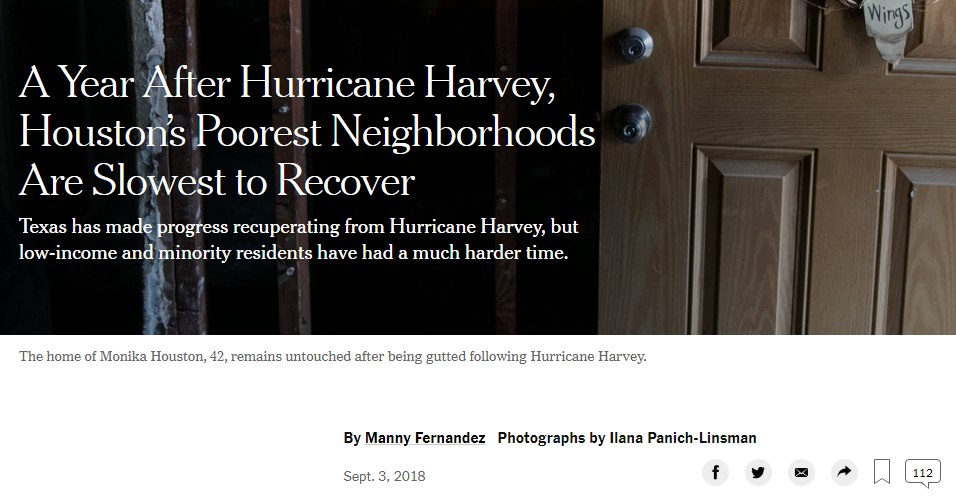 Wings
A Year After Hurricane Harvey,
Houston's Poorest Neighborhoods
Are Slowest to Recover
Texas has made progress recuperating from Hurricane Harvey, but
low-income and minority residents have had a much harder time.
The home of Monika Houston, 42, remains untouched after being gutted following Hurricane Harvey.
By Manny Fernandez Photographs by Ilana Panich-Linsman
Sept. 3, 2018
112